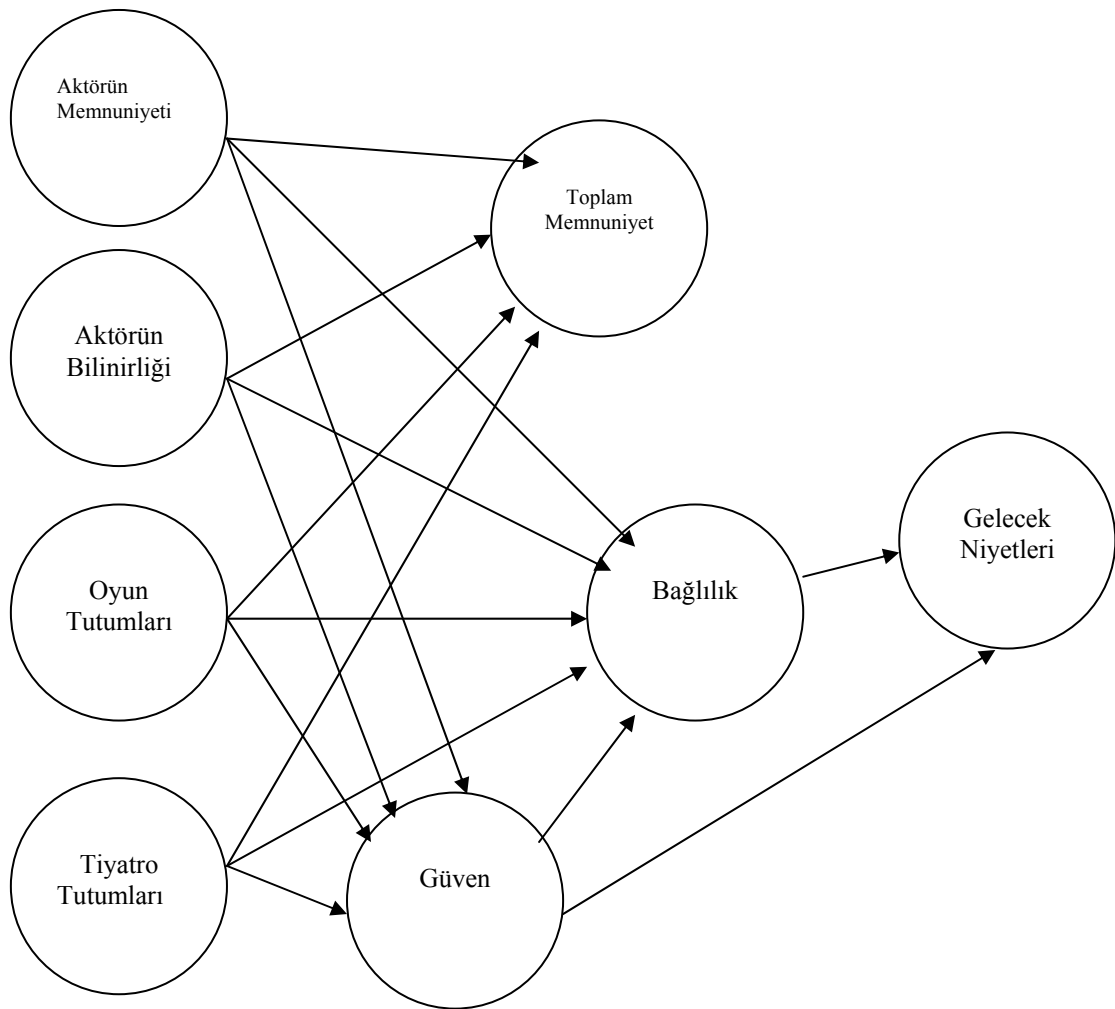 Aktörün
Memnuniyeti
Toplam
Memnuniyet
Aktörün
Bilinirliği
Oyun
Tutumları
Bağlılık
Gelecek
Niyetleri
Tiyatro
Tutumları
Güven